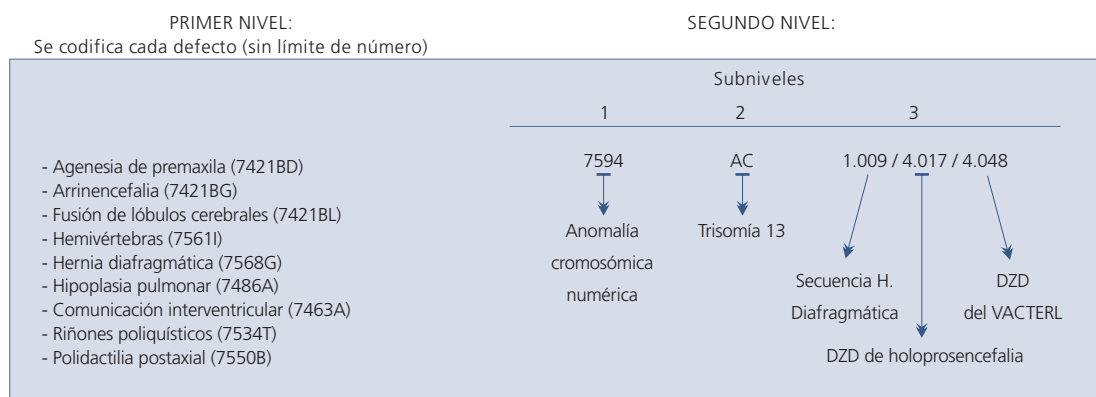 PRIMER NIVEL:
Se codifica cada defecto (sin límite de número)
SEGUNDO NIVEL:
Subniveles
1 2 3
- Agenesia de premaxila (7421BD)
- Arrinencefalia (7421BG)
- Fusión de lóbulos cerebrales (7421BL)
- Hemivértebras (7561I)
- Hernia diafragmática (7568G)
- Hipoplasia pulmonar (7486A)
- Comunicación interventricular (7463A)
- Riñones poliquísticos (7534T)
- Polidactilia postaxial (7550B)
7594 AC 1.009 / 4.017 / 4.048
Anomalía
cromosómica
numérica
Trisomía 13
Secuencia H.
Diafragmática
DZD
del VACTERL
DZD de holoprosencefalia